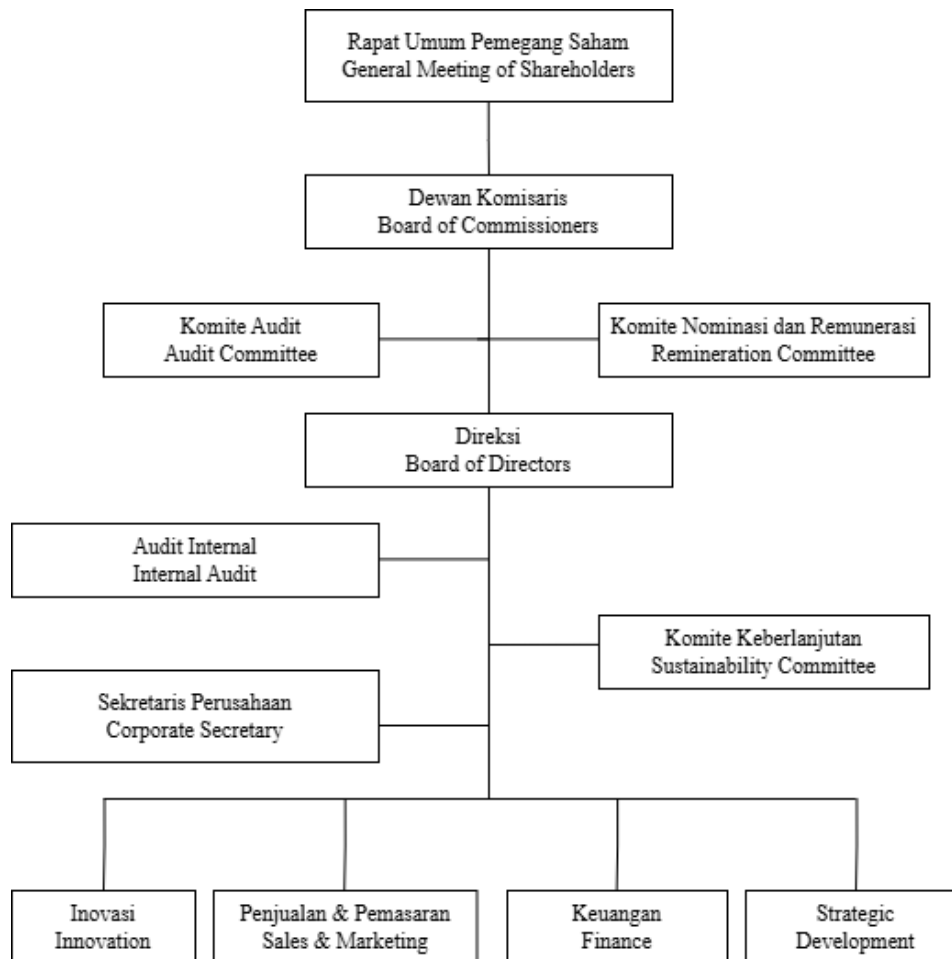 Rapat Umum Pemegang Saham
General Meeting of Shareholders
Dewan Komisaris
Board of Commissioners
Komite Audit
Audit Committee
Komite Nominasi dan Remunerasi
Remineration Committee
Direksi
Board of Directors
Audit Internal
Internal Audit
Komite Keberlanjutan
Sustainability Committee
Sekretaris Perusahaan
Corporate Secretary
Inovasi
Innovation
Penjualan & Pemasaran
Sales & Marketing
Keuangan
Finance
Strategic
Development